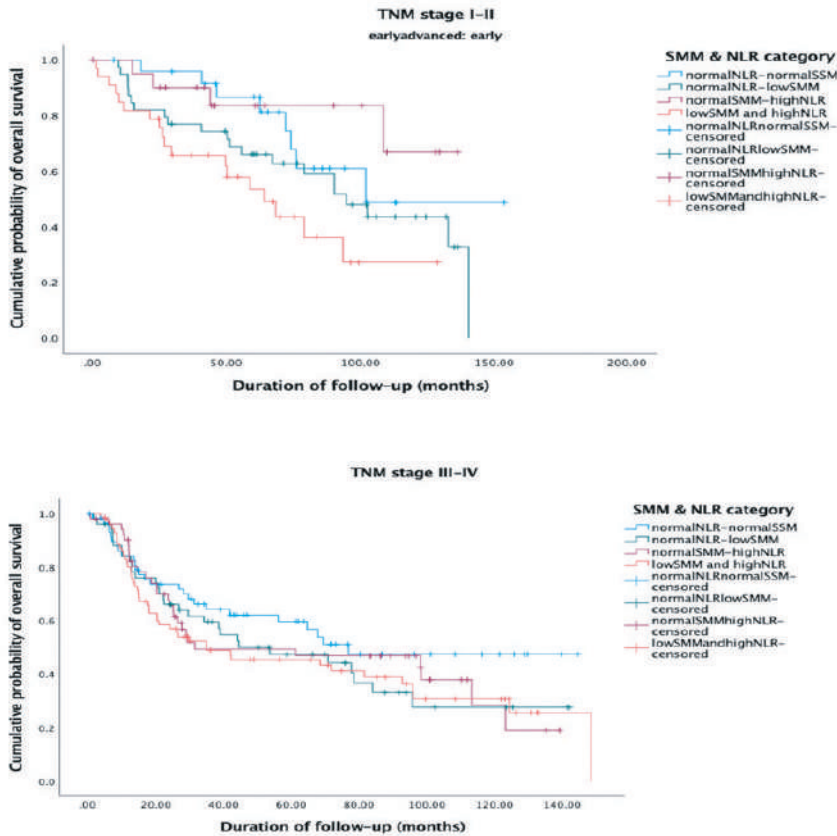 TNM stage I-II
earlyadvanced: early
Cumulative probability of overall survival
1.0
0.8
0.6
0.4
0.2
0.0
.00 50.00 100.00 150.00 200.00
Duration of follow-up (months)
SMM & NLR category
normalNLR-normalSSM
normalNLR-lowSMM
normalSMM-highNLR
lowSMM and highNLR
normalNLRnormalSSM-
censored
normalNLRlowSMM-
censored
normalSMMhighNLR-
censored
lowSMMandhighNLR-
censored
TNM stage III-IV
Cumulative probability of overall survival
1.0
0.8
0.6
0.4
0.2
0.0
.00 20.00 40.00 60.00 80.00 100.00 120.00 140.00
Duration of follow-up (months)
SMM & NLR category
normalNLR-normalSSM
normalNLR-lowSMM
normalSMM-highNLR
lowSMM and highNLR
normalNLRnormalSSM-
censored
normalNLRlowSMM-
censored
normalSMMhighNLR-
censored
lowSMMandhighNLR-
censored